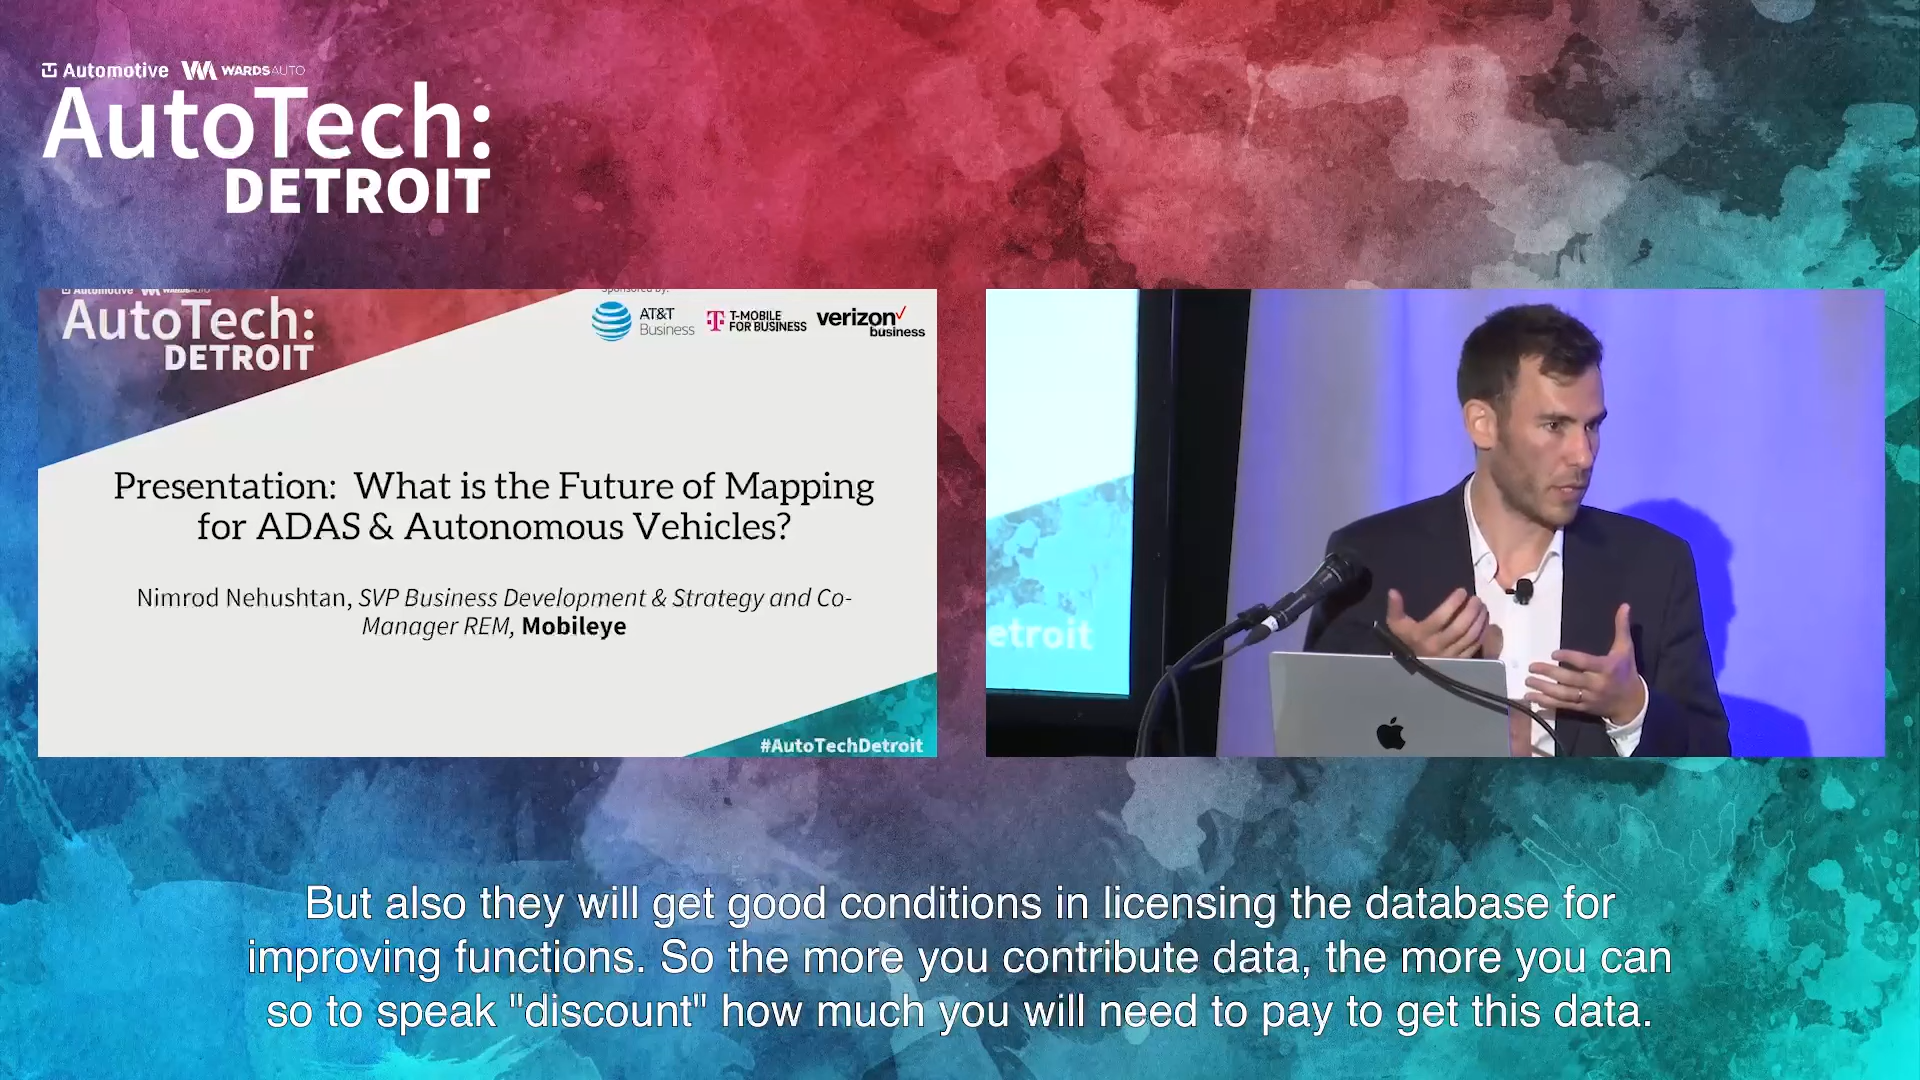 Automotive WARDSAUTO
AutoTech:
DETROIT
Automotive WARDSAUTO
AutoTech:
DETROIT
sponsored by:
AT&T
Business
T-MOBILE
FOR BUSINESS
verizon
business
Presentation: What is the Future of Mapping
for ADAS & Autonomous Vehicles?
Nimrod Nehushtan, SVP Business Development & Strategy and Co-
Manager REM, Mobileye
#AutoTechDetroit
etroit
But also they will get good conditions in licensing the database for
improving functions. So the more you contribute data, the more you can
so to speak "discount" how much you will need to pay to get this data.